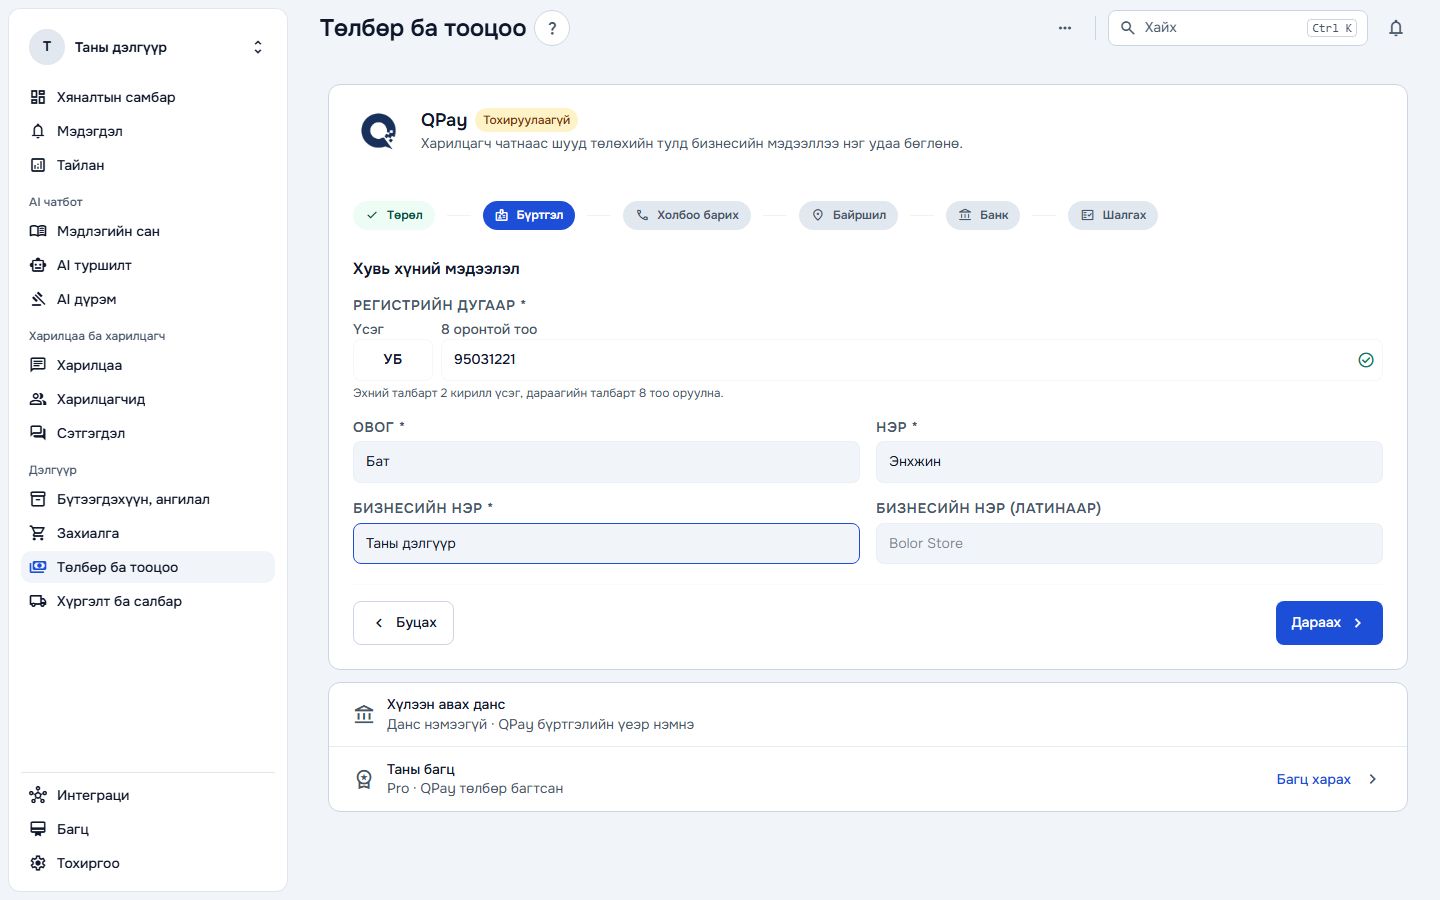 Т
Таны дэлгүүр
Хяналтын самбар
Мэдэгдэл
Тайлан
AI чатбот
Мэдлэгийн сан
AI туршилт
AI дүрэм
Харилцаа ба харилцагч
Харилцаа
Харилцагчид
Сэтгэгдэл
Дэлгүүр
Бүтээгдэхүүн, ангилал
Захиалга
Төлбөр ба тооцоо
Хүргэлт ба салбар
Интеграци
Багц
Тохиргоо
Төлбөр ба тооцоо ?
Хайх Ctrl K
QPay Тохируулаагүй
Харилцагч чатнаас шууд төлөхийн тулд бизнесийн мэдээллээ нэг удаа бөглөнө.
Төрөл Бүртгэл Холбоо барих Байршил Банк Шалгах
Хувь хүний мэдээлэл
РЕГИСТРИЙН ДУГААР *
Үсэг 8 оронтой тоо
УБ 95031221
Эхний талбарт 2 кирилл үсэг, дараагийн талбарт 8 тоо оруулна.
ОВОГ * НЭР *
Бат Энхжин
БИЗНЕСИЙН НЭР * БИЗНЕСИЙН НЭР (ЛАТИНААР)
Таны дэлгүүр Bolor Store
Буцах Дараах
Хүлээн авах данс
Данс нэмээгүй · QPay бүртгэлийн үеэр нэмнэ
Таны багц
Pro · QPay төлбөр багтсан
Багц харах